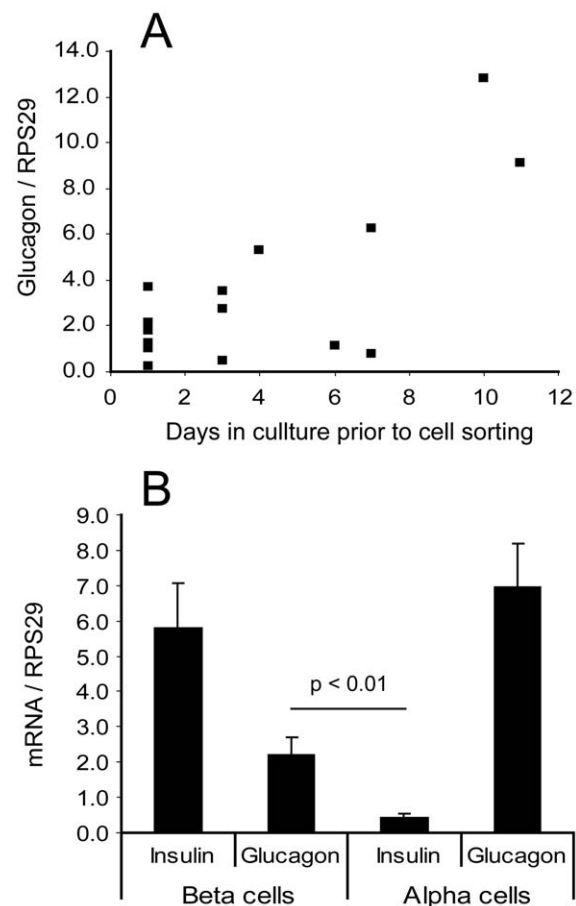 A
14.0
12.0
10.0
8.0
6.0
4.0
2.0
0.0
Glucagon / RPS29
0 2 4 6 8 10 12
Days in cullture prior to cell sorting
B
9.0
8.0
7.0
6.0
5.0
4.0
3.0
2.0
1.0
0.0
mRNA / RPS29
p < 0.01
Insulin Glucagon Insulin Glucagon
Beta cells Alpha cells